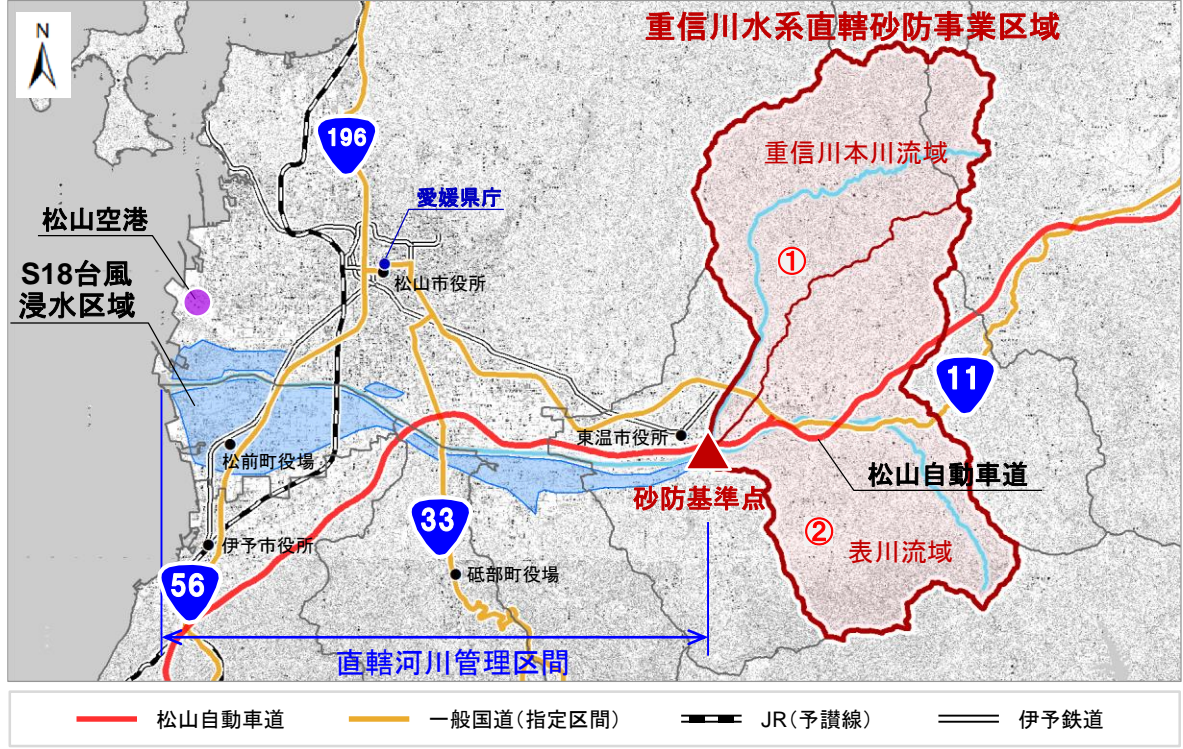 重信川水系直轄砂防事業区域
N
196
重信川本川流域
愛媛県庁
松山空港
①
松山市役所
S18台風
浸水区域
11
東温市役所
松前町役場
松山自動車道
砂防基準点
33
②
伊予市役所
表川流域
56
砥部町役場
直轄河川管理区間
松山自動車道
一般国道(指定区間)
JR(予讃線)
伊予鉄道